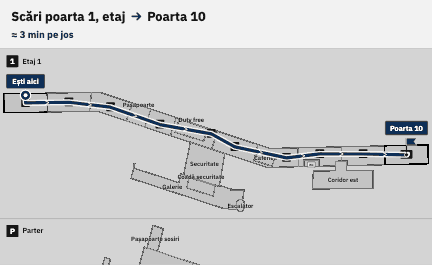 Scări poarta 1, etaj → Poarta 10
≈ 3 min pe jos
1 Etaj 1
Ești aici
Pașapoarte
Duty free
Poarta 10
Galerie
Securitate
Coadă securitate
Coridor est
Galerie
Escalator
P Parter
Pașapoarte sosiri